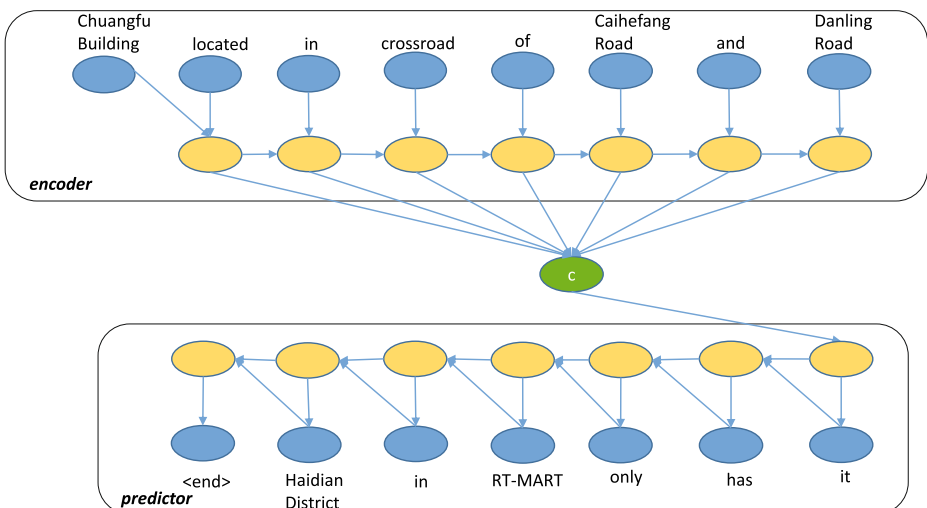 Chuangfu
Building
located
in
crossroad
of
Caihefang
Road
and
Danling
Road
encoder
c
<end>
Haidian
District
in
RT-MART
only
has
it
predictor